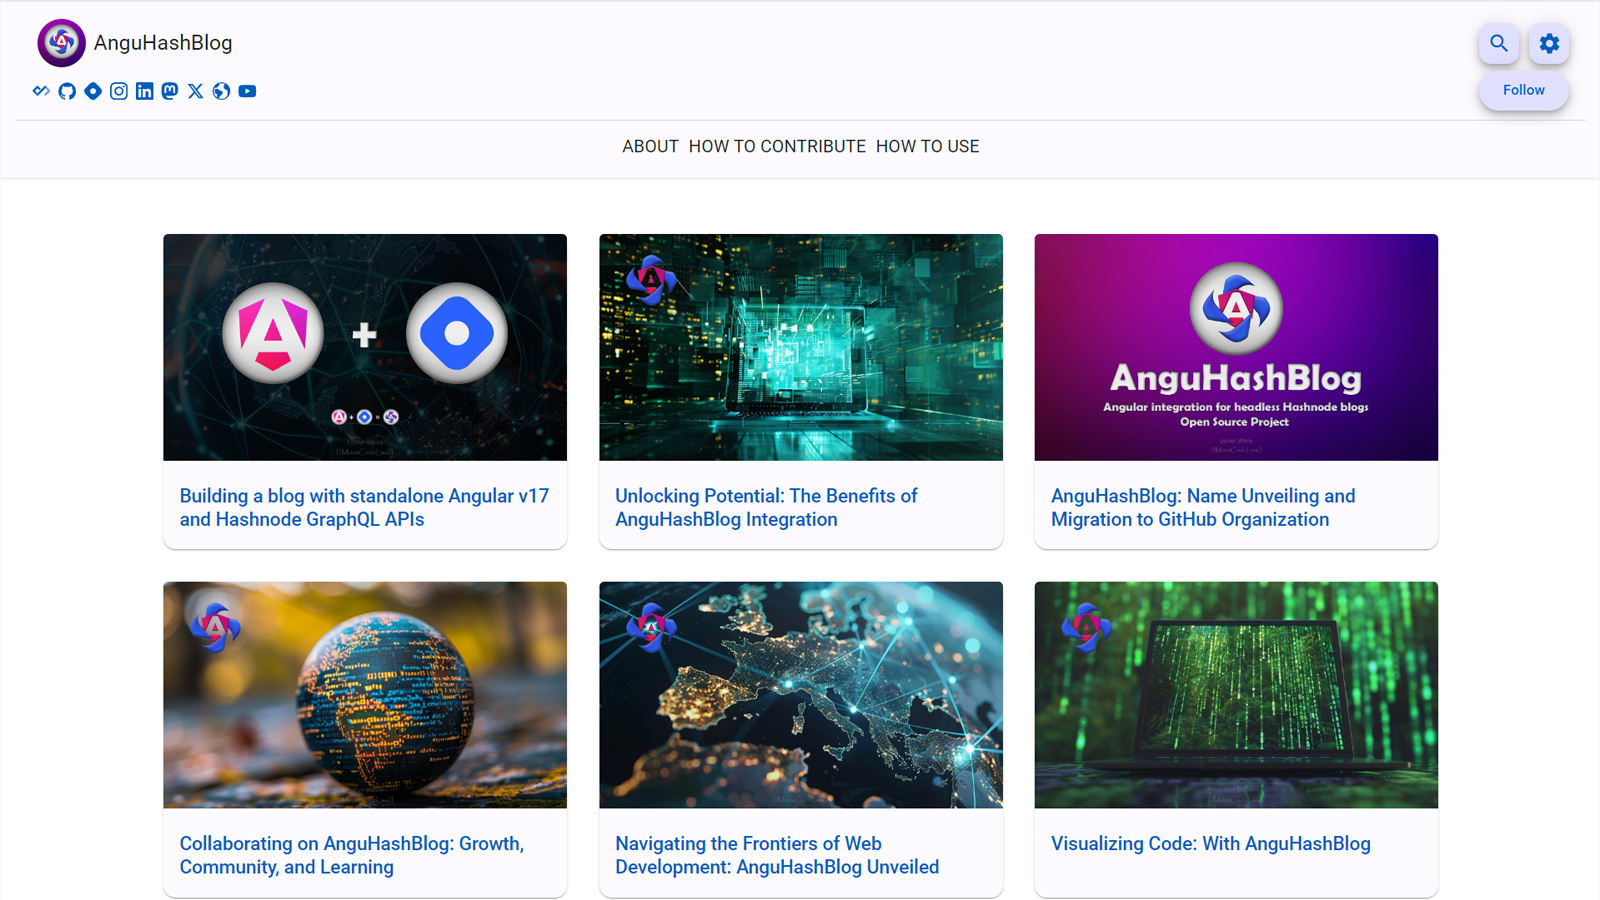 AnguHashBlog
Follow
ABOUT HOW TO CONTRIBUTE HOW TO USE
AnguHashBlog
Angular integration for headless Hashnode blogs
Open Source Project
Esther White
Building a blog with standalone Angular v17
and Hashnode GraphQL APIs
Unlocking Potential: The Benefits of
AnguHashBlog Integration
AnguHashBlog: Name Unveiling and
Migration to GitHub Organization
Collaborating on AnguHashBlog: Growth,
Community, and Learning
Navigating the Frontiers of Web
Development: AnguHashBlog Unveiled
Visualizing Code: With AnguHashBlog